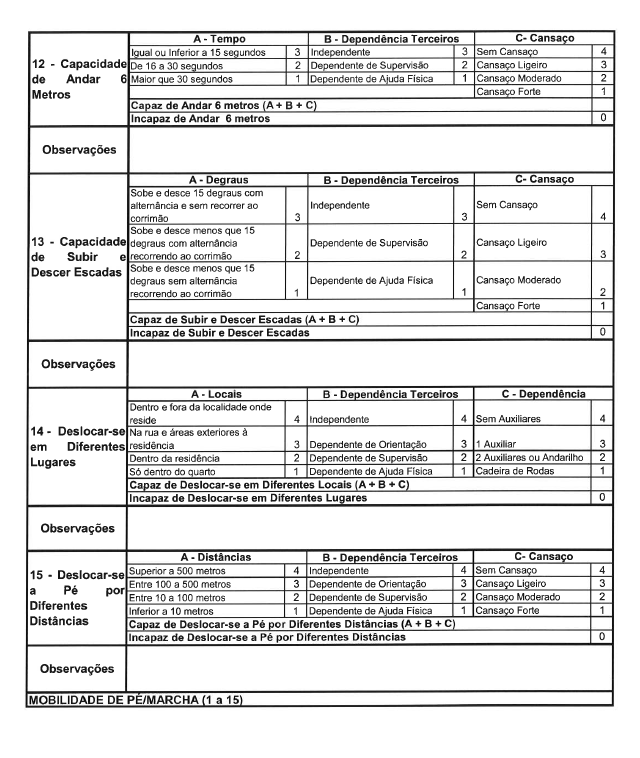 A - Tempo B - Dependência Terceiros C- Cansaço
Igual ou Inferior a 15 segundos 3 Independente 3 Sem Cansaço 4
12 - Capacidade De 16 a 30 segundos 2 Dependente de Supervisão 2 Cansaço Ligeiro 3
de Andar 6 Maior que 30 segundos 1 Dependente de Ajuda Física 1 Cansaço Moderado 2
Metros Cansaço Forte 1
Capaz de Andar 6 metros (A + B + C)
Incapaz de Andar 6 metros 0
Observações
A - Degraus B - Dependência Terceiros C- Cansaço
Sobe e desce 15 degraus com
alternância e sem recorrer ao Independente Sem Cansaço
corrimão 3 3 4
Sobe e desce menos que 15
13 - Capacidade degraus com alternância Dependente de Supervisão Cansaço Ligeiro
de Subir e recorrendo ao corrimão 2 2 3
Descer Escadas Sobe e desce menos que 15
degraus sem alternância Dependente de Ajuda Física Cansaço Moderado
recorrendo ao corrimão 1 1 2
Cansaço Forte 1
Capaz de Subir e Descer Escadas (A + B + C)
Incapaz de Subir e Descer Escadas 0
Observações
A - Locais B - Dependência Terceiros C - Dependência
Dentro e fora da localidade onde
reside 4 Independente 4 Sem Auxiliares 4
14 - Deslocar-se Na rua e áreas exteriores à
em Diferentes residência 3 Dependente de Orientação 3 1 Auxiliar 3
Lugares Dentro da residência 2 Dependente de Supervisão 2 2 Auxiliares ou Andarilho 2
Só dentro do quarto 1 Dependente de Ajuda Física 1 Cadeira de Rodas 1
Capaz de Deslocar-se em Diferentes Locais (A + B + C)
Incapaz de Deslocar-se em Diferentes Lugares 0
Observações
A - Distâncias B - Dependência Terceiros C- Cansaço
15 - Deslocar-se Superior a 500 metros 4 Independente 4 Sem Cansaço 4
a Pé por Entre 100 a 500 metros 3 Dependente de Orientação 3 Cansaço Ligeiro 3
Diferentes Entre 10 a 100 metros 2 Dependente de Supervisão 2 Cansaço Moderado 2
Distâncias Inferior a 10 metros 1 Dependente de Ajuda Física 1 Cansaço Forte 1
Capaz de Deslocar-se a Pé por Diferentes Distâncias (A + B + C)
Incapaz de Deslocar-se a Pé por Diferentes Distâncias 0
Observações
MOBILIDADE DE PÉ/MARCHA (1 a 15)